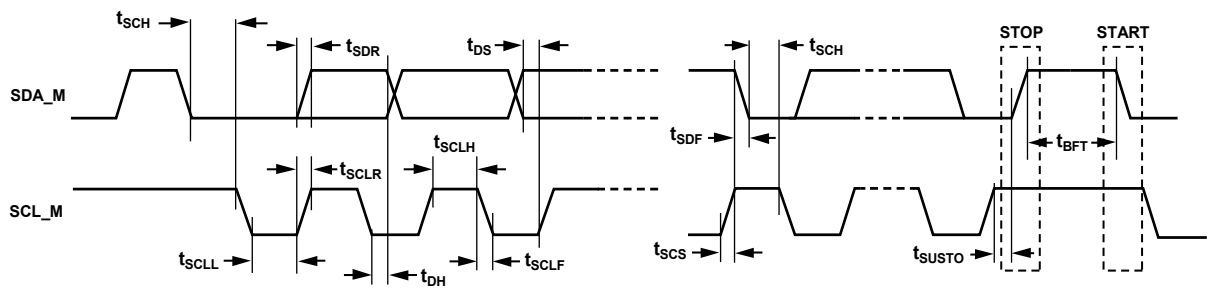 STOP START
tSCH
tSDR
tDS
tSCH
SDA_M
tSDF
tBFT
tSCLH
tSCLR
SCL_M
tSCLL
tDH
tSCLF
tSCS
tSUSTO